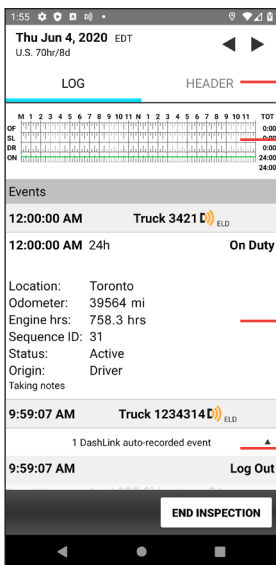 1:55
Thu Jun 4, 2020 EDT
U.S. 70hr/8d
LOG HEADER
M 1 2 3 4 5 6 7 8 9 10 11 N 1 2 3 4 5 6 7 8 9 10 11 TOT
OF 0:00
SL 0:00
DR 0:00
ON 24:00
24:00
Events
12:00:00 AM Truck 3421 ELD
12:00:00 AM 24h On Duty
Location: Toronto
Odometer: 39564 mi
Engine hrs: 758.3 hrs
Sequence ID: 31
Status: Active
Origin: Driver
Taking notes
9:59:07 AM Truck 1234314 ELD
1 DashLink auto-recorded event
9:59:07 AM Log Out
END INSPECTION